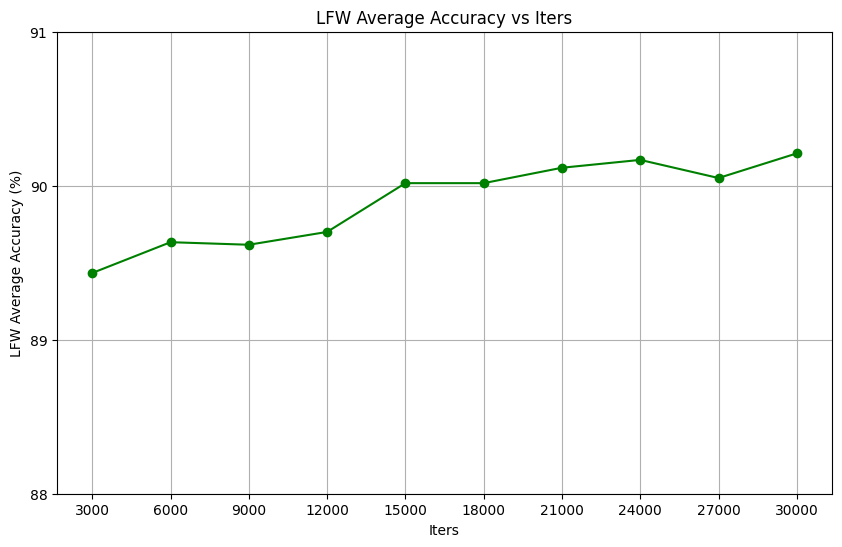 LFW Average Accuracy vs Iters
LFW Average Accuracy (%)
91
90
89
88
3000 6000 9000 12000 15000 18000 21000 24000 27000 30000
Iters